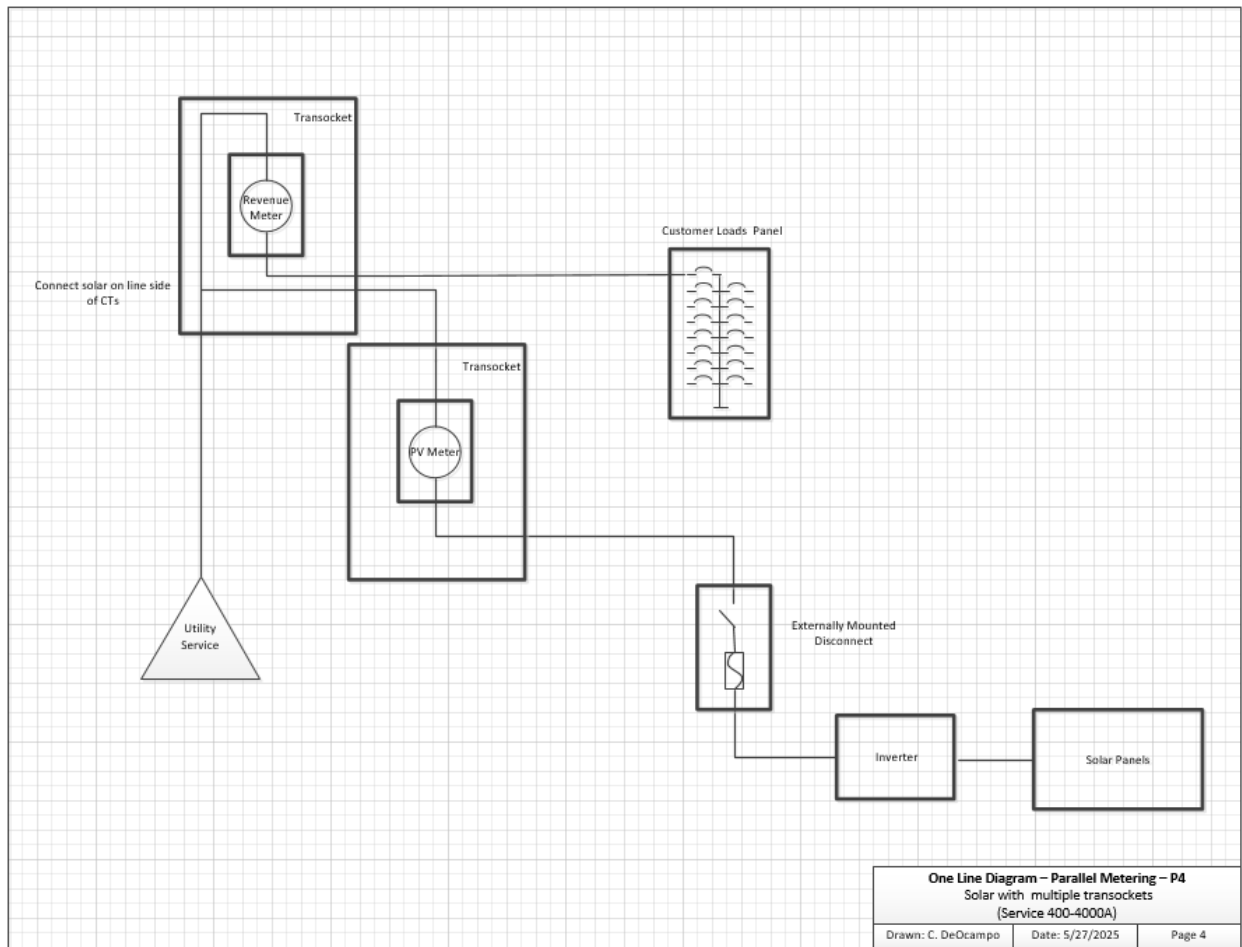 Transocket
Revenue
Meter
Customer Loads  Panel
Connect solar on line side
of CTs
Transocket
PV Meter
Utility
Service
Externally Mounted
Disconnect
Inverter
Solar Panels
One Line Diagram – Parallel Metering – P4
Solar with  multiple transockets
(Service 400-4000A)
Drawn: C. DeOcampo
Date: 5/27/2025
Page 4